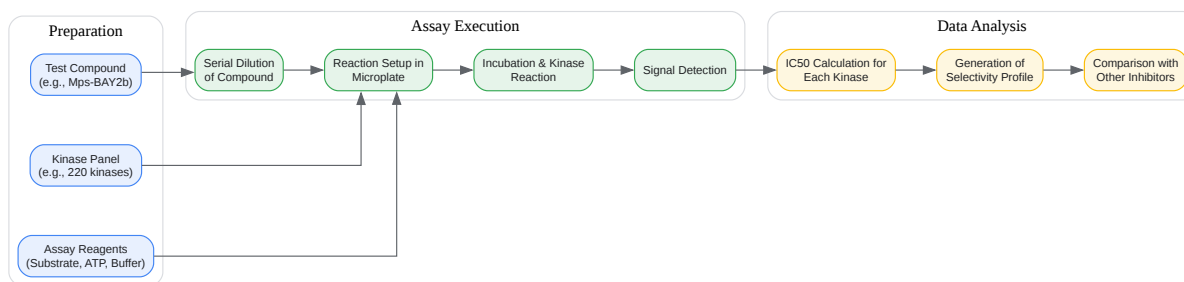 Preparation
Test Compound
(e.g., Mps-BAY2b)
Kinase Panel
(e.g., 220 kinases)
Assay Reagents
(Substrate, ATP, Buffer)
Assay Execution
Serial Dilution
of Compound
Reaction Setup in
Microplate
Incubation & Kinase
Reaction
Signal Detection
Data Analysis
IC50 Calculation for
Each Kinase
Generation of
Selectivity Profile
Comparison with
Other Inhibitors